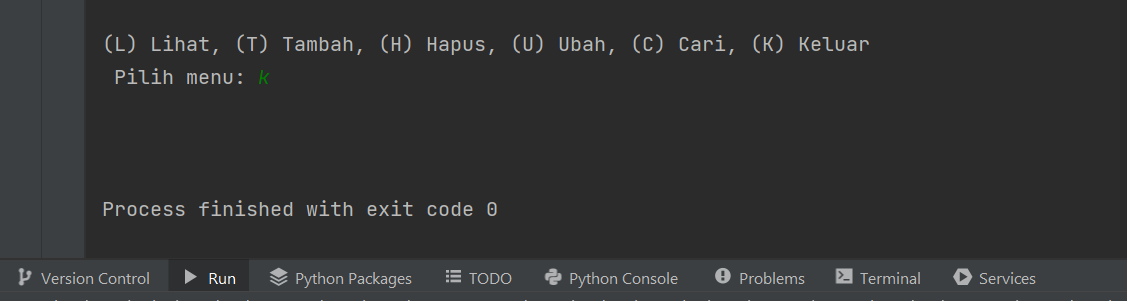 (L) Lihat, (T) Tambah, (H) Hapus, (U) Ubah, (C) Cari, (K) Keluar
Pilih menu: k
Process finished with exit code 0
Version Control Run Python Packages TODO Python Console Problems Terminal Services